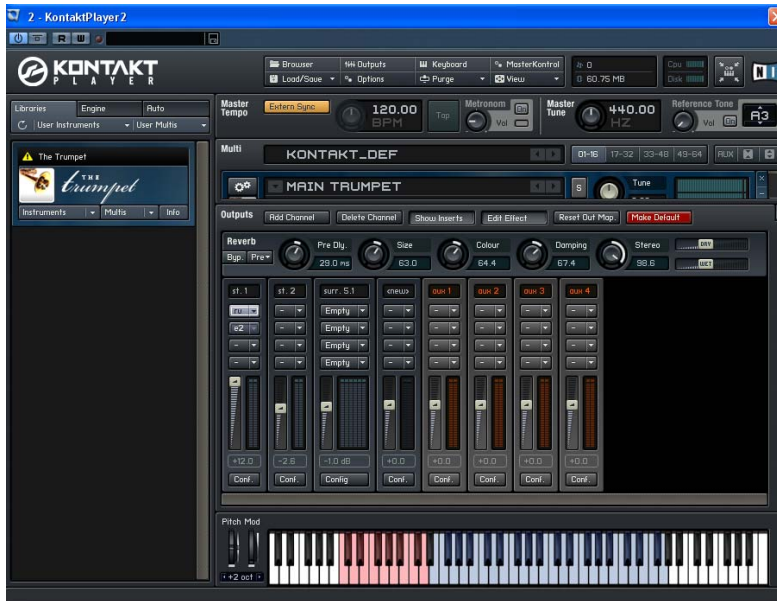 2 - KontaktPlayer2
R W
KONTAKT
PLAYER
Browser Outputs Keyboard MasterKontrol
Load/Save Options Purge View
0
0 60.75 MB
Cpu
Disk
NI
Libraries Engine Auto
User Instruments User Multis
The Trumpet
THE
trumpet
Instruments Multis Info
Master
Tempo
Extern Sync
120.00
BPM
Tap
Metronom On
Vol
Master
Tune
440.00
HZ
Reference Tone
Vol On
A3
Multi
KONTAKT_DEF
01-16 17-32 33-48 49-64 AUX
MAIN TRUMPET
S
Tune
Outputs Add Channel Delete Channel Show Inserts Edit Effect Reset Out Map. Make Default
Reverb
Byp. Pre
Pre Dly.
29.0 ms
Size
63.0
Colour
64.4
Damping
67.4
Stereo
98.6
DRY
WET
st. 1 st. 2 surr. 5.1 <new> aux 1 aux 2 aux 3 aux 4
rv - Empty - - - - -
e2 - Empty - - - - -
- - Empty - - - - -
- - Empty - - - - -
+12.0 -2.6 -1.0 dB +0.0 +0.0 +0.0 +0.0 +0.0
Conf. Conf. Config Conf. Conf. Conf. Conf. Conf.
Pitch Mod
+2 oct